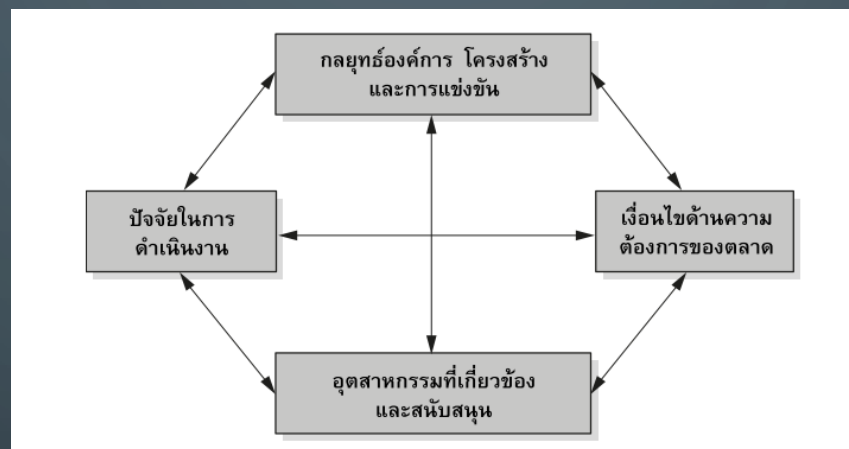 กลยุทธ์องค์การ โครงสร้าง
และการแข่งขัน
ปัจจัยในการ
ดำเนินงาน
เงื่อนไขด้านความ
ต้องการของตลาด
อุตสาหกรรมที่เกี่ยวข้อง
และสนับสนุน